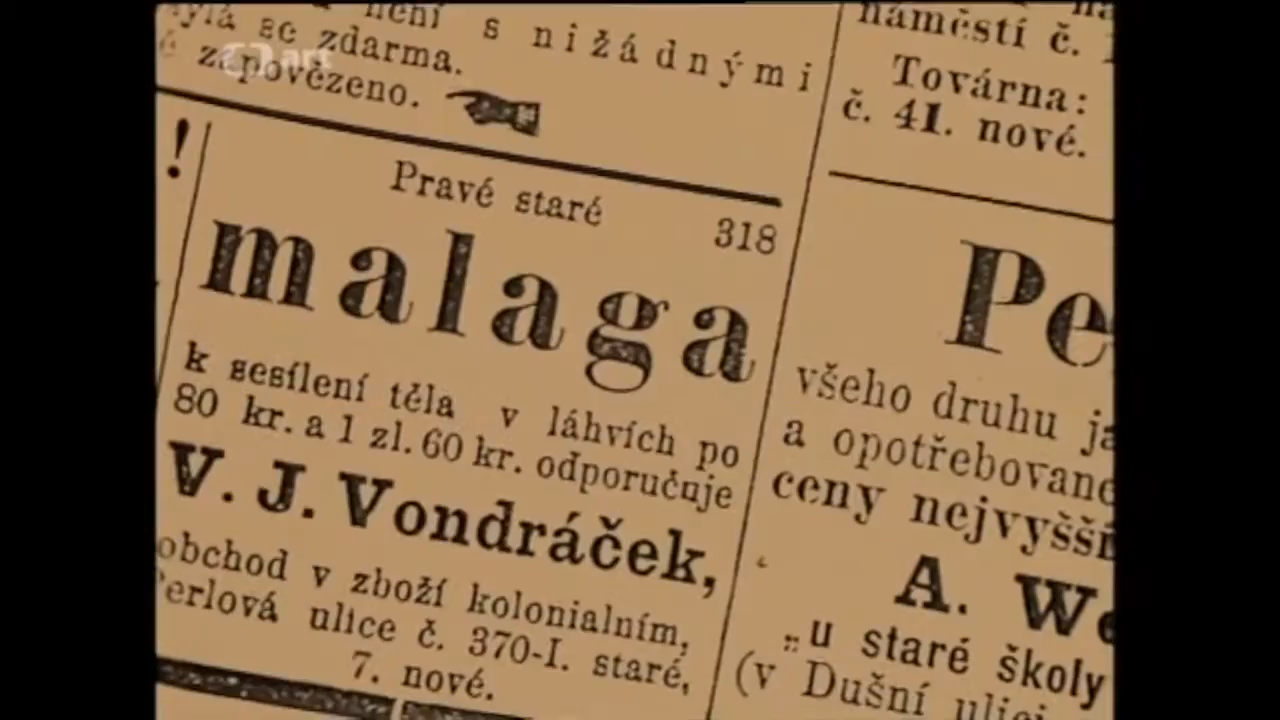 není s nižádnými
se zdarma.
zapovězeno.
art
!
Pravé staré
318
malaga
k sesílení těla v láhvích po
80 kr. a 1 zl. 60 kr. odporučuje
V. J. Vondráček,
obchod v zboží kolonialním,
Perlová ulice č. 370-I. staré,
7. nové.
náměstí č.
Továrna:
č. 41. nové.
Pe
všeho druhu
a opotřebované
ceny nejvyšší
A. We
„u staré školy
(v Dušní ulici